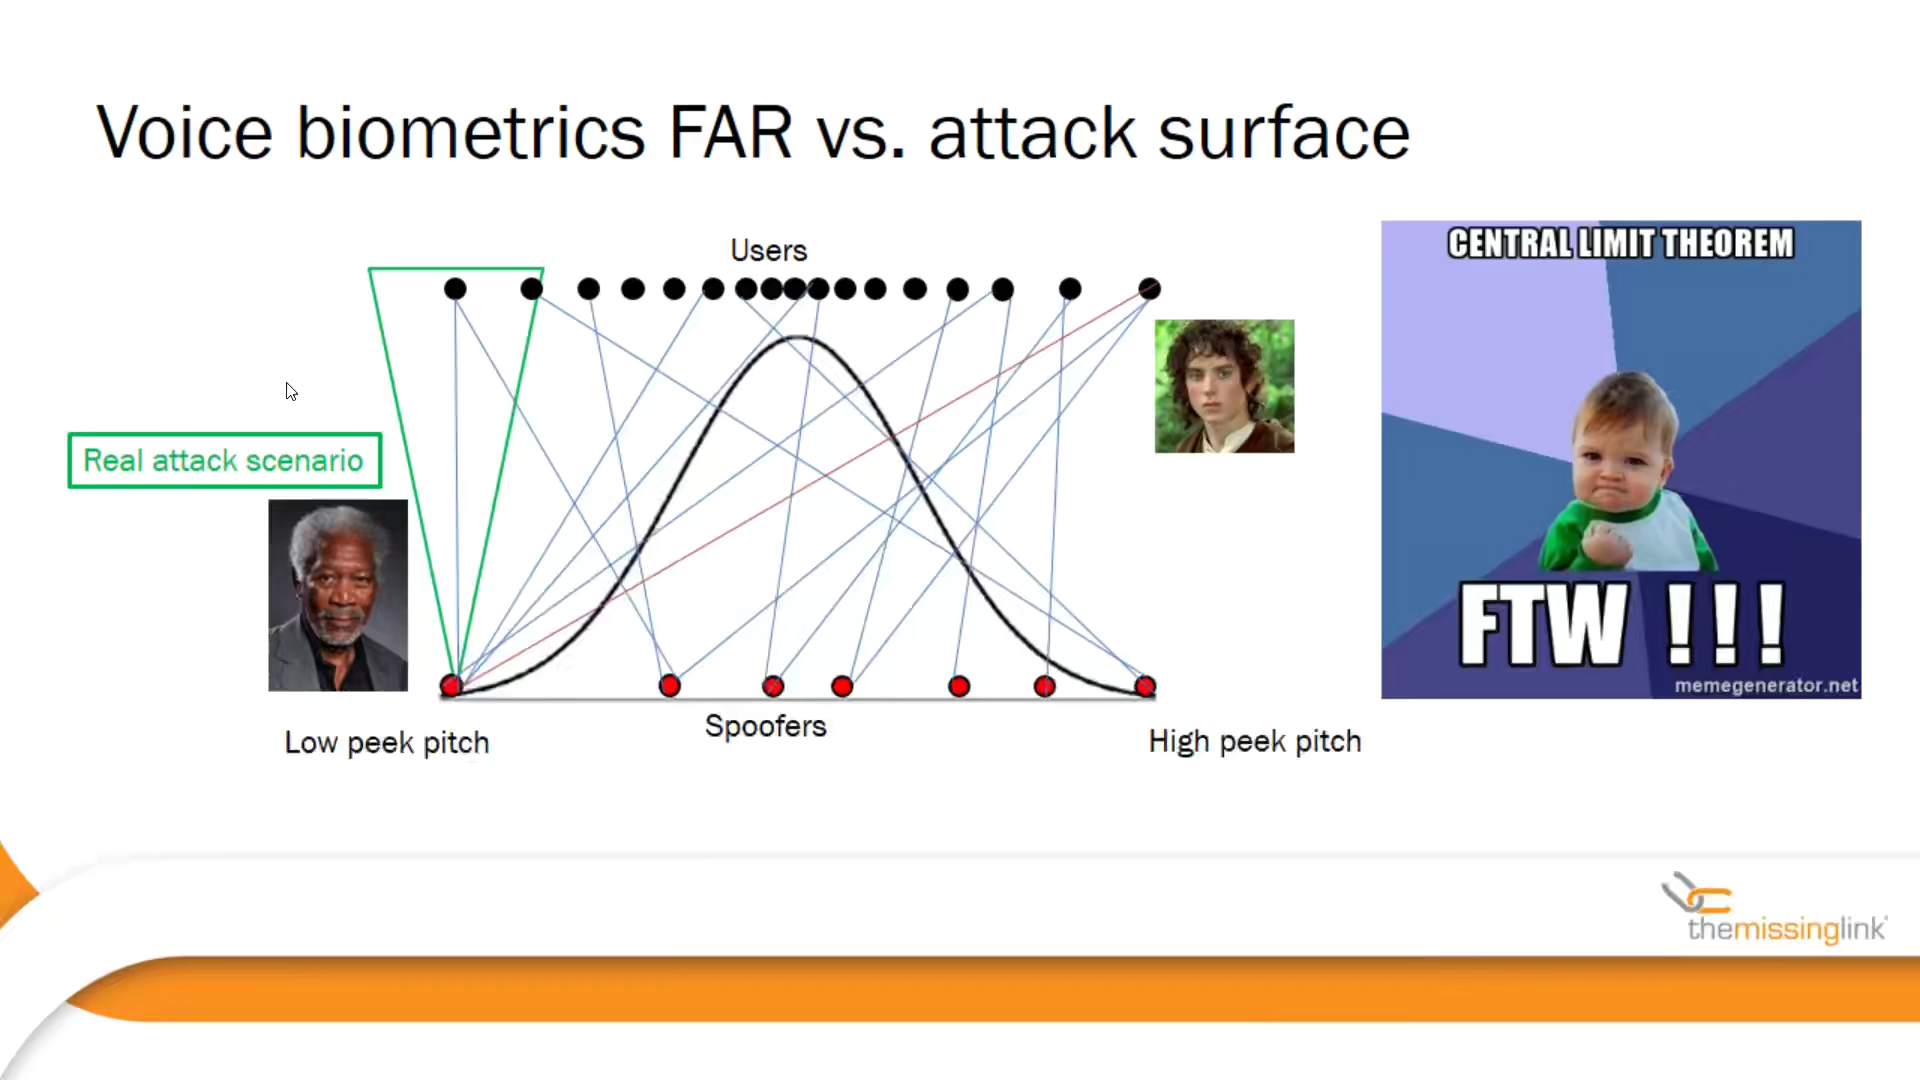 Voice biometrics FAR vs. attack surface
Users
CENTRAL LIMIT THEOREM
Real attack scenario
FTW !!!
memegenerator.net
Spoofers
Low peek pitch
High peek pitch
themissinglink